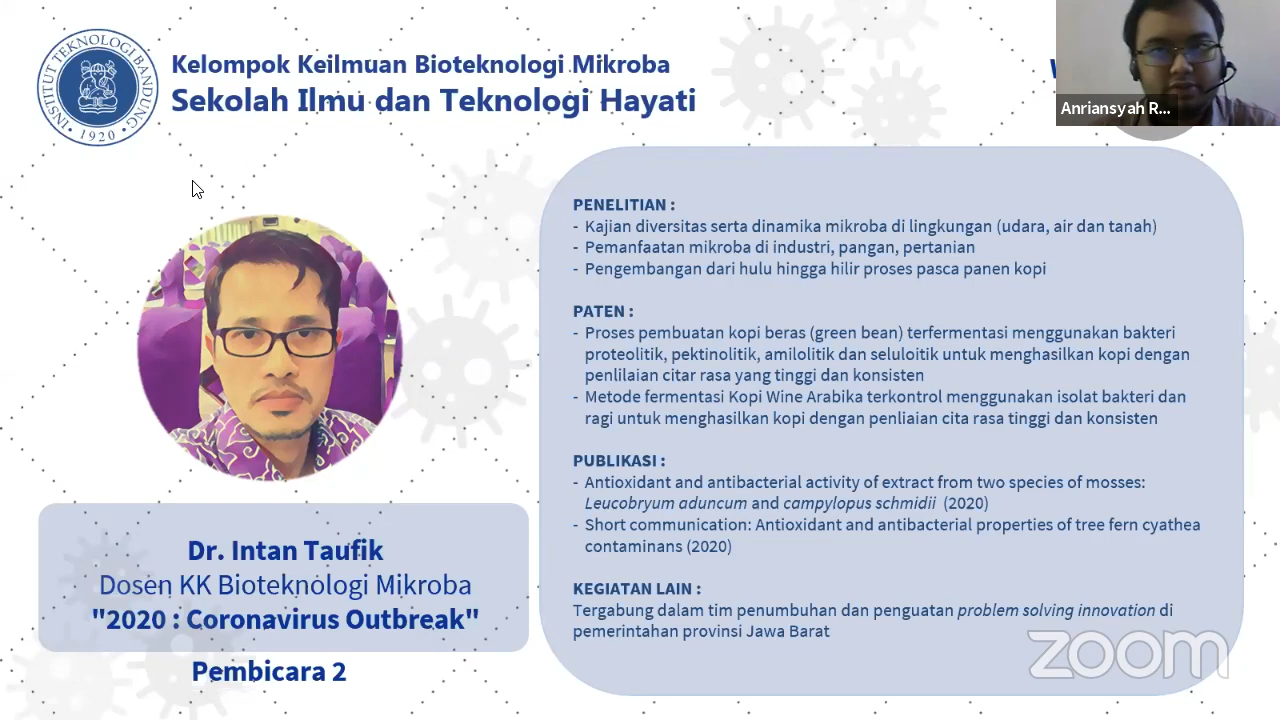 INSTITUT TEKNOLOGI BANDUNG
1920
Kelompok Keilmuan Bioteknologi Mikroba
Sekolah Ilmu dan Teknologi Hayati
Anriansyah R...
PENELITIAN :
- Kajian diversitas serta dinamika mikroba di lingkungan (udara, air dan tanah)
- Pemanfaatan mikroba di industri, pangan, pertanian
- Pengembangan dari hulu hingga hilir proses pasca panen kopi
PATEN :
- Proses pembuatan kopi beras (green bean) terfermentasi menggunakan bakteri
proteolitik, pektinolitik, amilolitik dan seluloitik untuk menghasilkan kopi dengan
penlilaian citar rasa yang tinggi dan konsisten
- Metode fermentasi Kopi Wine Arabika terkontrol menggunakan isolat bakteri dan
ragi untuk menghasilkan kopi dengan penliaian cita rasa tinggi dan konsisten
PUBLIKASI :
- Antioxidant and antibacterial activity of extract from two species of mosses:
Leucobryum aduncum and campylopus schmidii (2020)
- Short communication: Antioxidant and antibacterial properties of tree fern cyathea
contaminans (2020)
KEGIATAN LAIN :
Tergabung dalam tim penumbuhan dan penguatan problem solving innovation di
pemerintahan provinsi Jawa Barat
Dr. Intan Taufik
Dosen KK Bioteknologi Mikroba
"2020 : Coronavirus Outbreak"
Pembicara 2
zoom